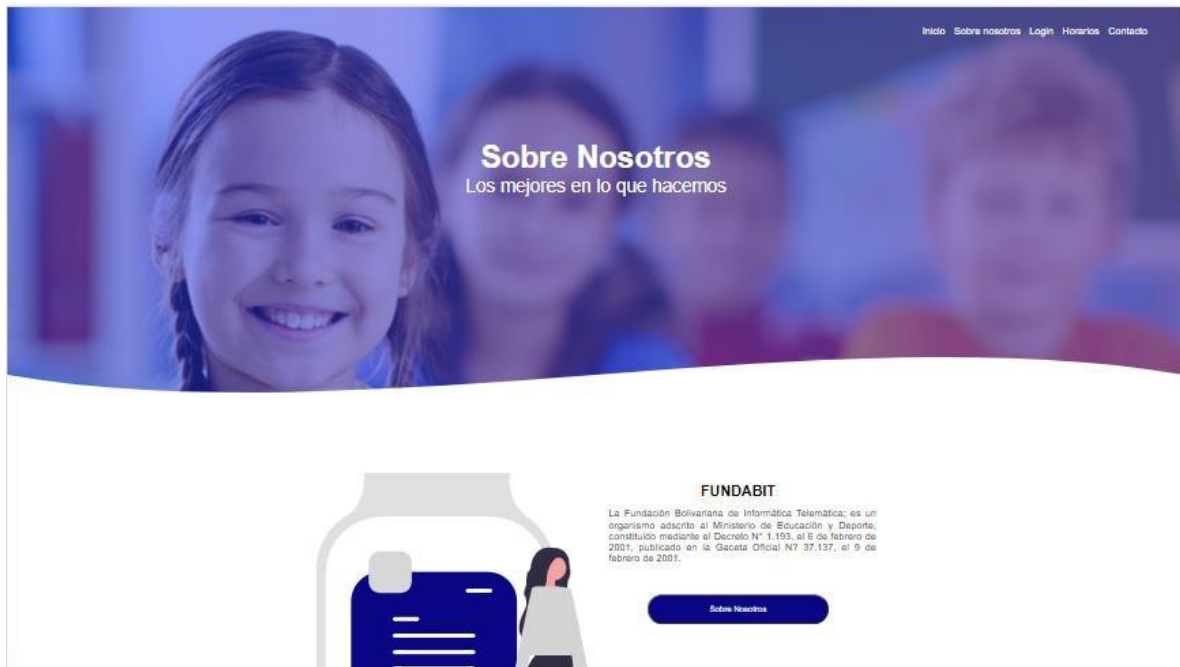 Inicio Sobre nosotros Login Horarios Contacto
Sobre Nosotros
Los mejores en lo que hacemos
FUNDABIT
La Fundación Bolivariana de Informática Telemática; es un
organismo adscrito al Ministerio de Educación y Deporte,
constituido mediante el Decreto N° 1.193, el 6 de febrero de
2001, publicado en la Gaceta Oficial N? 37.137, el 9 de
febrero de 2001.
Sobre Nosotros